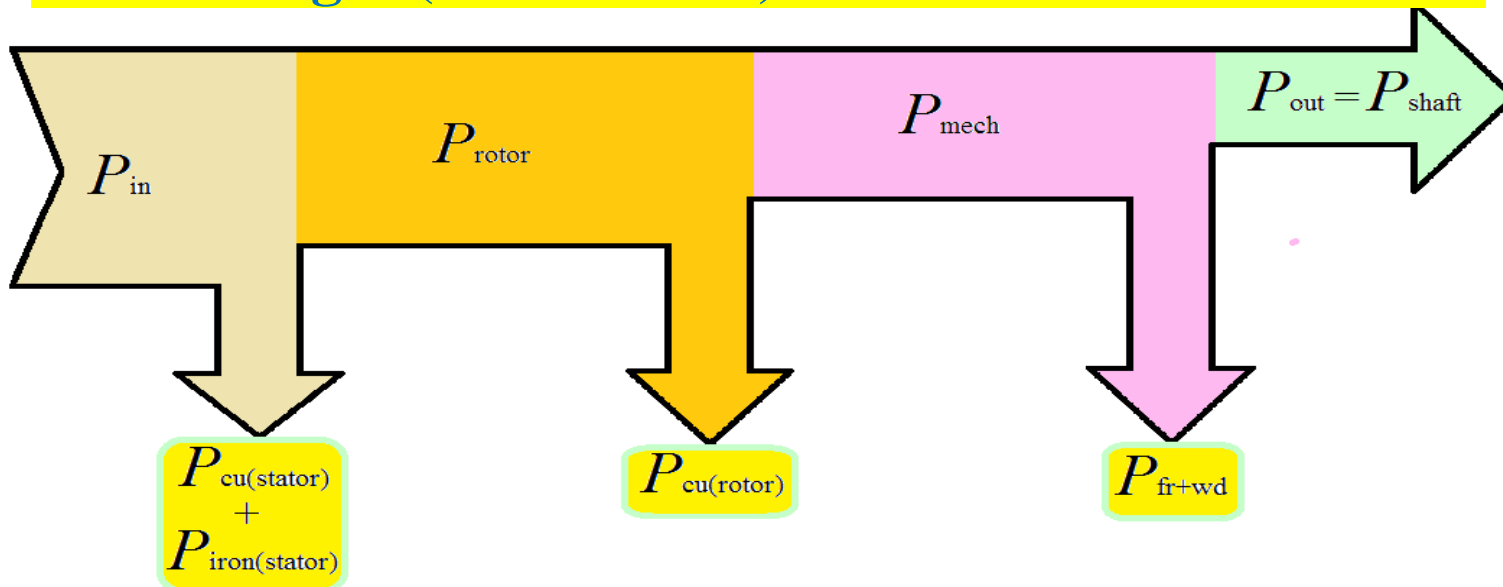 P_in
P_rotor
P_mech
P_out = P_shaft
P_cu(stator)
+
P_iron(stator)
P_cu(rotor)
P_fr+wd